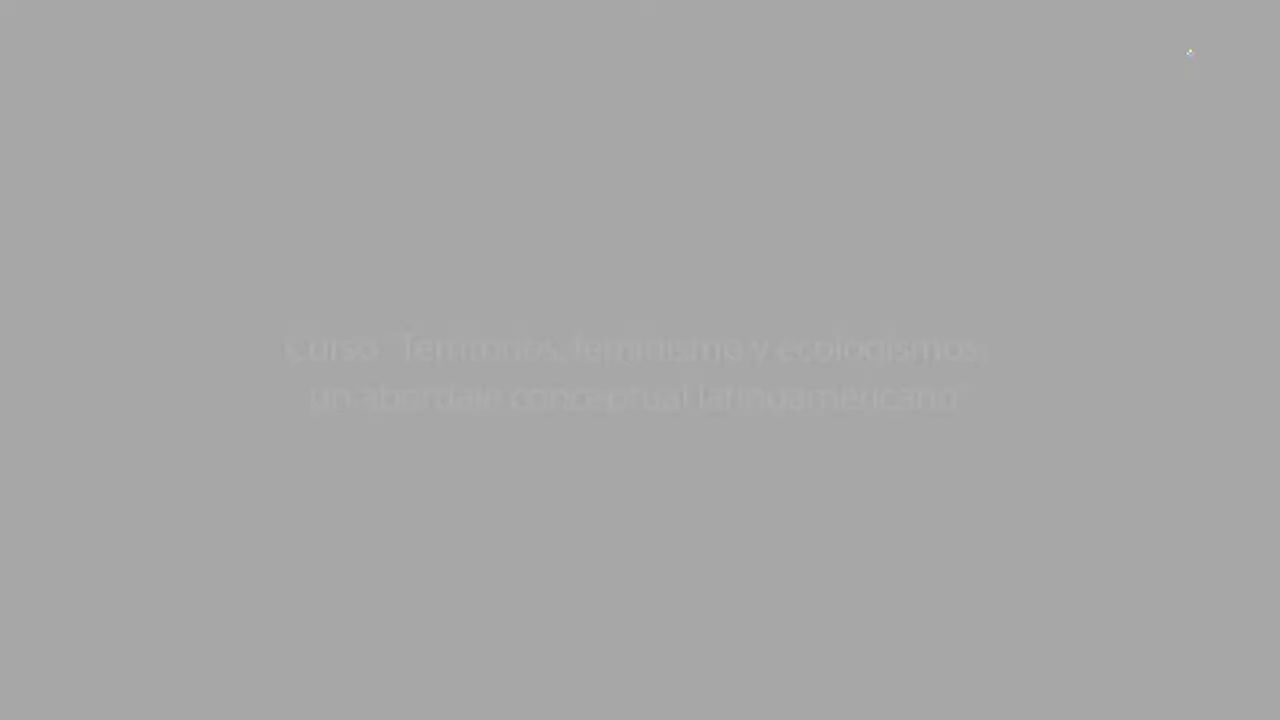 Curso "Territorios, feminismo y ecologismos,
un abordaje conceptual latinoamericano"